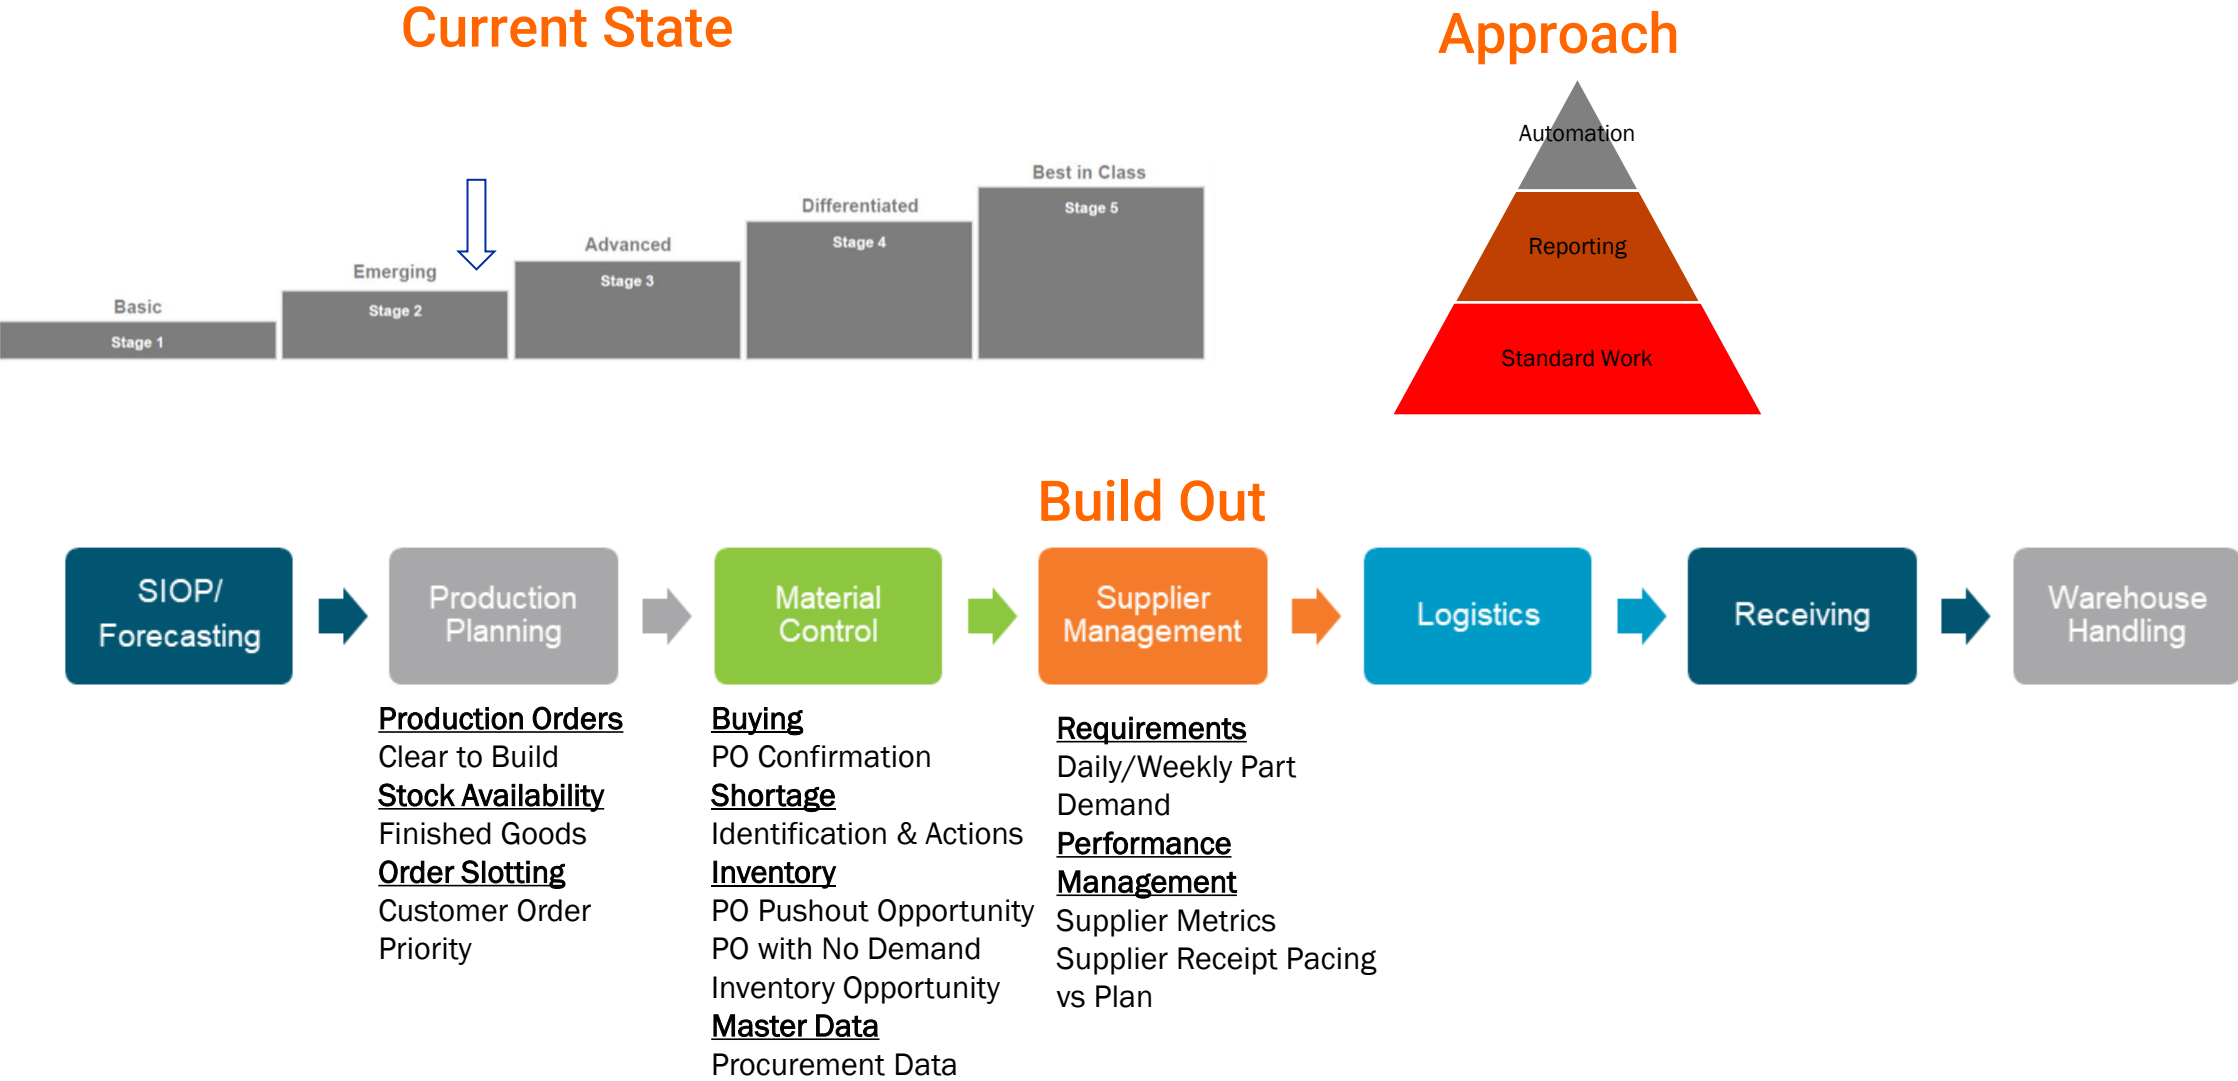 Current State
Basic
Stage 1
Emerging
Stage 2
Advanced
Stage 3
Differentiated
Stage 4
Best in Class
Stage 5
Approach
Automation
Reporting
Standard Work
Build Out
SIOP/
Forecasting
Production
Planning
Material
Control
Supplier
Management
Logistics
Receiving
Warehouse
Handling
Production Orders
Clear to Build
Stock Availability
Finished Goods
Order Slotting
Customer Order
Priority
Buying
PO Confirmation
Shortage
Identification & Actions
Inventory
PO Pushout Opportunity
PO with No Demand
Inventory Opportunity
Master Data
Procurement Data
Requirements
Daily/Weekly Part
Demand
Performance
Management
Supplier Metrics
Supplier Receipt Pacing
vs Plan